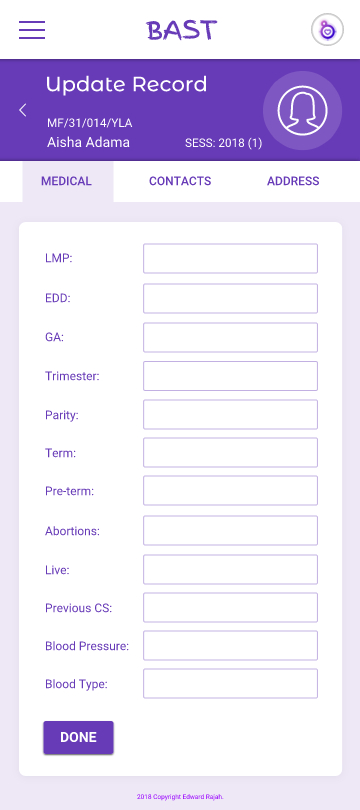 BAST
Update Record
MF/31/014/YLA
Aisha Adama SESS: 2018 (1)
MEDICAL CONTACTS ADDRESS
LMP:
EDD:
GA:
Trimester:
Parity:
Term:
Pre-term:
Abortions:
Live:
Previous CS:
Blood Pressure:
Blood Type:
DONE
2018 Copyright Edward Rajah.